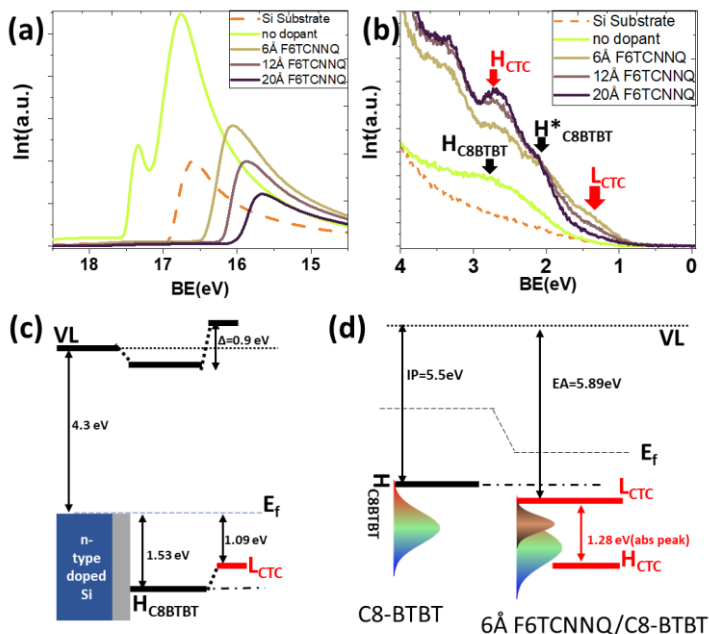 (a)
Si Substrate
no dopant
6Å F6TCNNQ
12Å F6TCNNQ
20Å F6TCNNQ
Int(a.u.)
18 17 16 15
BE(eV)
(b)
Si Substrate
no dopant
6Å F6TCNNQ
12Å F6TCNNQ
20Å F6TCNNQ
HCTC
HC8BTBT
H*C8BTBT
LCTC
Int(a.u.)
4 3 2 1 0
BE(eV)
(c)
VL
Δ=0.9 eV
4.3 eV
Ef
n-
type
doped
Si
1.53 eV
1.09 eV
LCTC
HC8BTBT
(d)
VL
IP=5.5eV
EA=5.89eV
Ef
HC8BTBT
LCTC
1.28 eV(abs peak)
HCTC
C8-BTBT
6Å F6TCNNQ/C8-BTBT